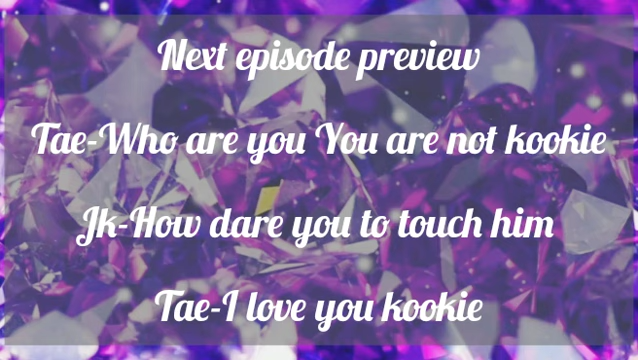 Next episode preview
Tae-Who are you You are not kookie
Jk-How dare you to touch him
Tae-I love you kookie